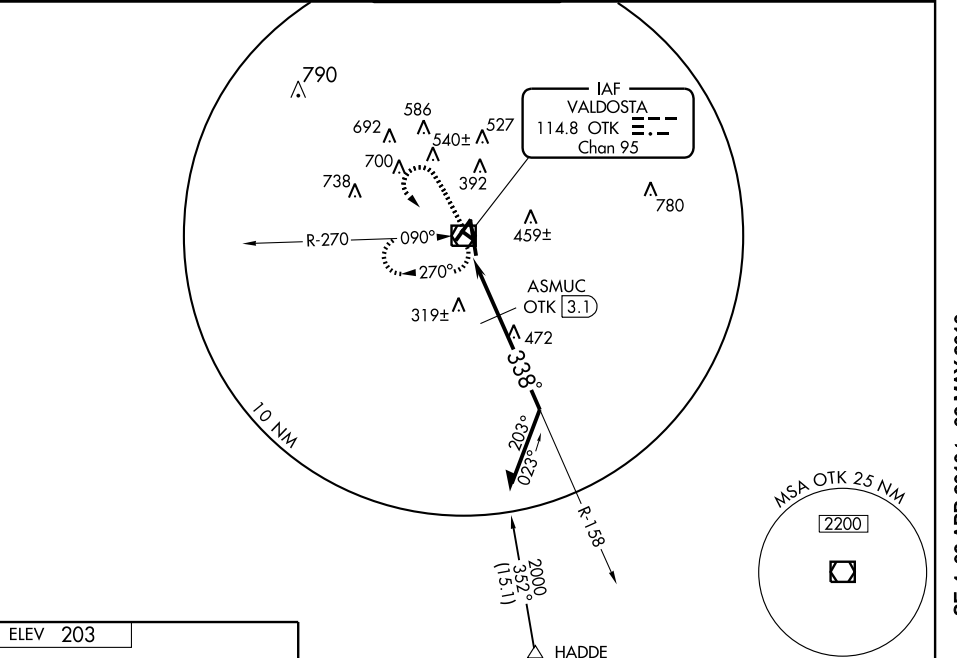 790
586
692
540±
527
700
392
738
IAF
VALDOSTA
114.8 OTK
Chan 95
780
459±
R-270
090°
270°
ASMUC
OTK 3.1
319±
472
338°
10 NM
203°
023°
R-158
2000
352°
(15.1)
HADDE
MSA OTK 25 NM
2200
ELEV 203